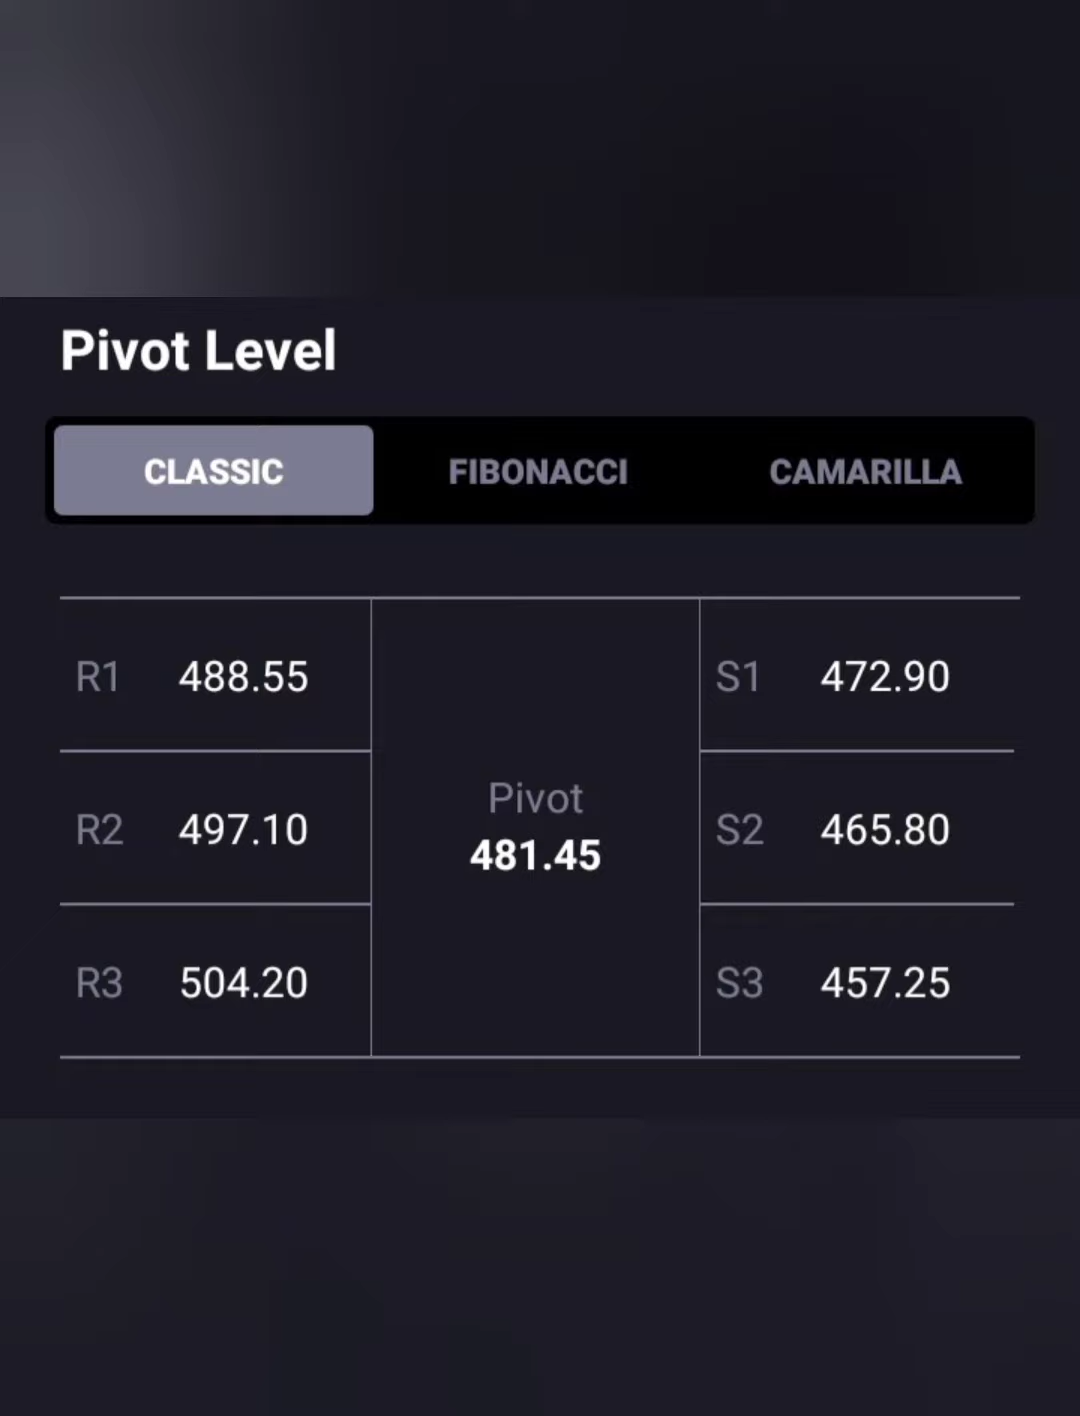 Pivot Level
CLASSIC FIBONACCI CAMARILLA
R1 488.55
R2 497.10
R3 504.20
Pivot
481.45
S1 472.90
S2 465.80
S3 457.25